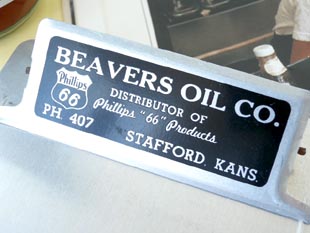 BEAVERS OIL CO.
DISTRIBUTOR OF
Phillips "66" Products
Phillips
66
PH 407
STAFFORD, KANS.